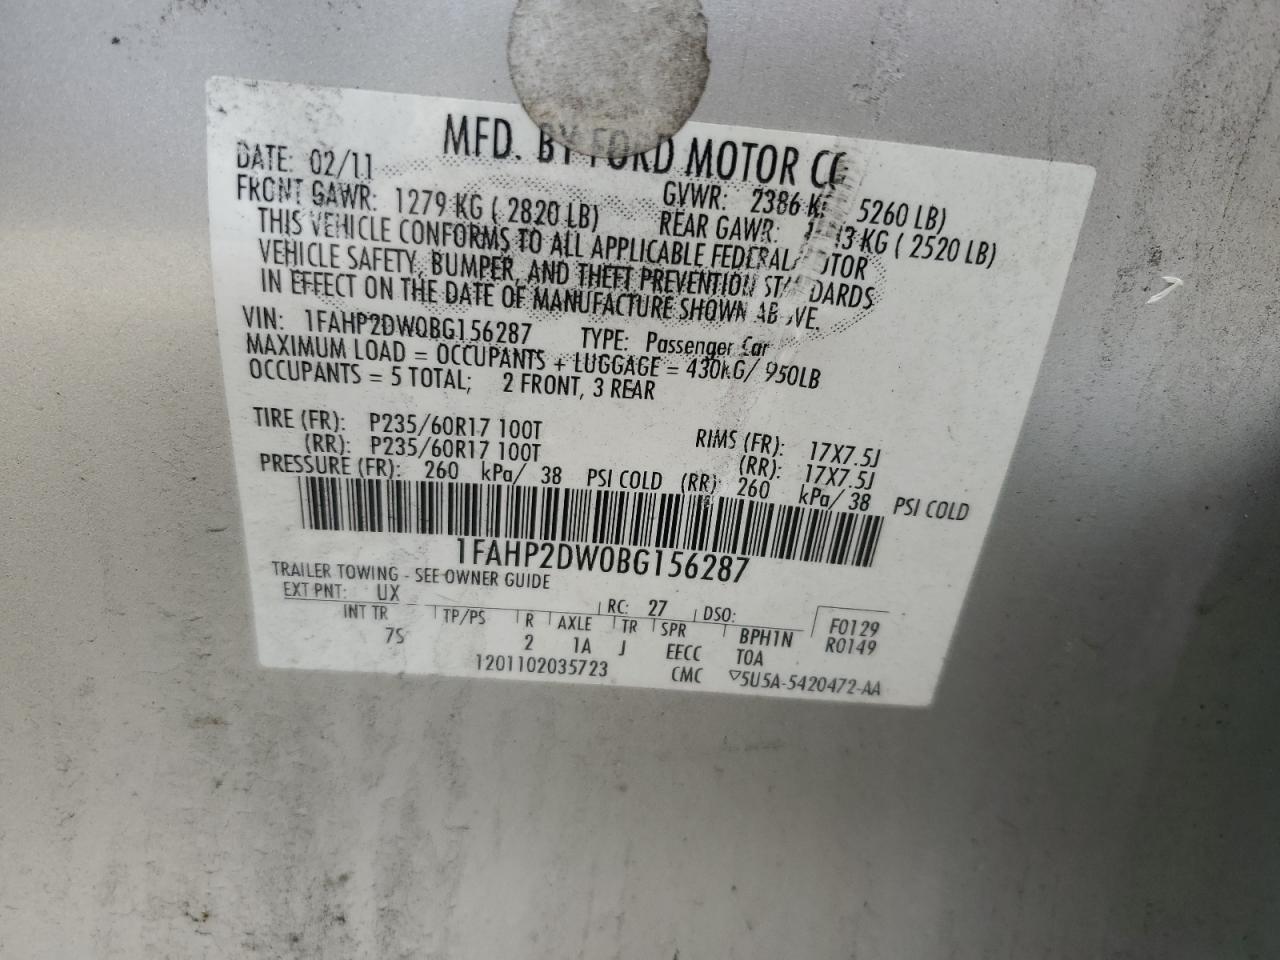 MFD. BY FORD MOTOR CO
DATE: 02/11
GVWR: 2386 KG 5260 LB)
FRONT GAWR: 1279 KG ( 2820 LB)
REAR GAWR: KG ( 2520 LB)
THIS VEHICLE CONFORMS TO ALL APPLICABLE FEDERAL MOTOR
VEHICLE SAFETY, BUMPER, AND THEFT PREVENTION STANDARDS
IN EFFECT ON THE DATE OF MANUFACTURE SHOWN ABOVE.
VIN: 1FAHP2DW0BG156287 TYPE: Passenger Car
MAXIMUM LOAD = OCCUPANTS + LUGGAGE = 430kG/ 950LB
OCCUPANTS = 5 TOTAL; 2 FRONT, 3 REAR
TIRE (FR): P235/60R17 100T RIMS (FR): 17X7.5J
(RR): P235/60R17 100T (RR): 17X7.5J
PRESSURE (FR): 260 kPa/ 38 PSI COLD (RR): 260 kPa/ 38 PSI COLD
1FAHP2DW0BG156287
TRAILER TOWING - SEE OWNER GUIDE
EXT PNT: UX RC: 27 DSO: F0129
INT TR TP/PS R AXLE TR SPR BPH1N R0149
7S 2 1A J EECC T0A
1201102035723 CMC ▽5U5A-5420472-AA